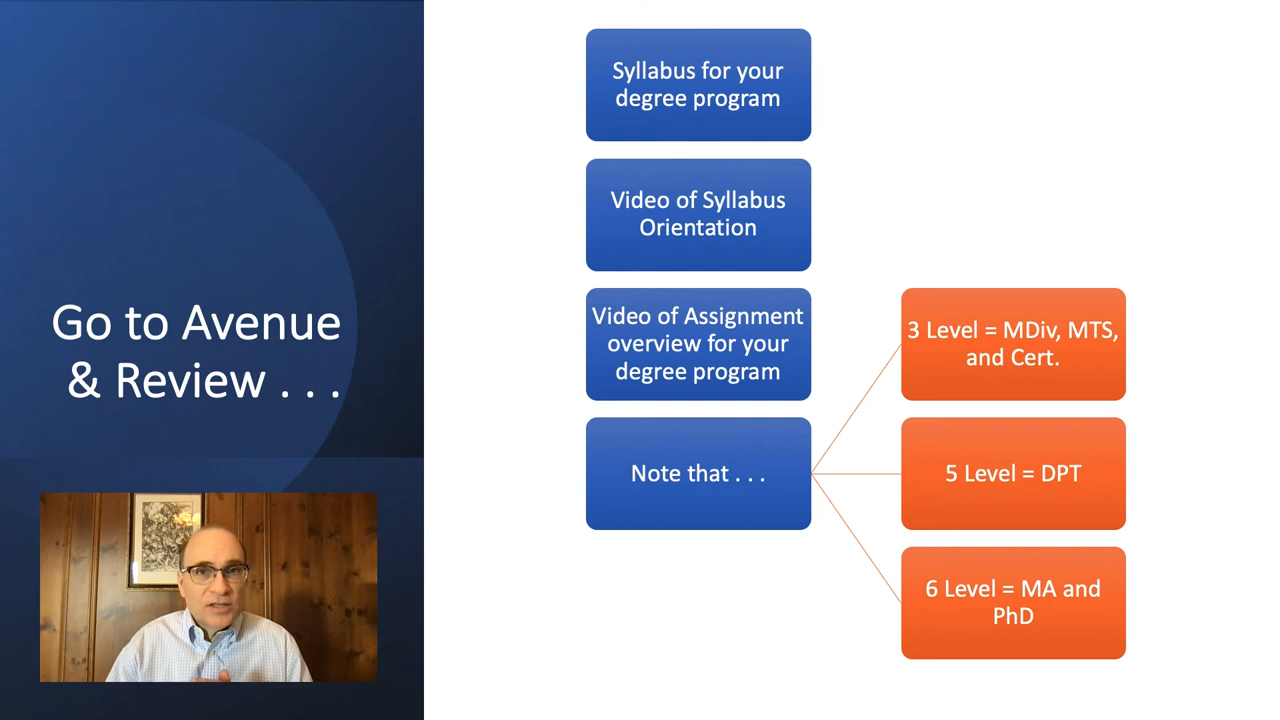 Go to Avenue
& Review . . .
Syllabus for your
degree program
Video of Syllabus
Orientation
Video of Assignment
overview for your
degree program
Note that . . .
3 Level = MDiv, MTS,
and Cert.
5 Level = DPT
6 Level = MA and
PhD